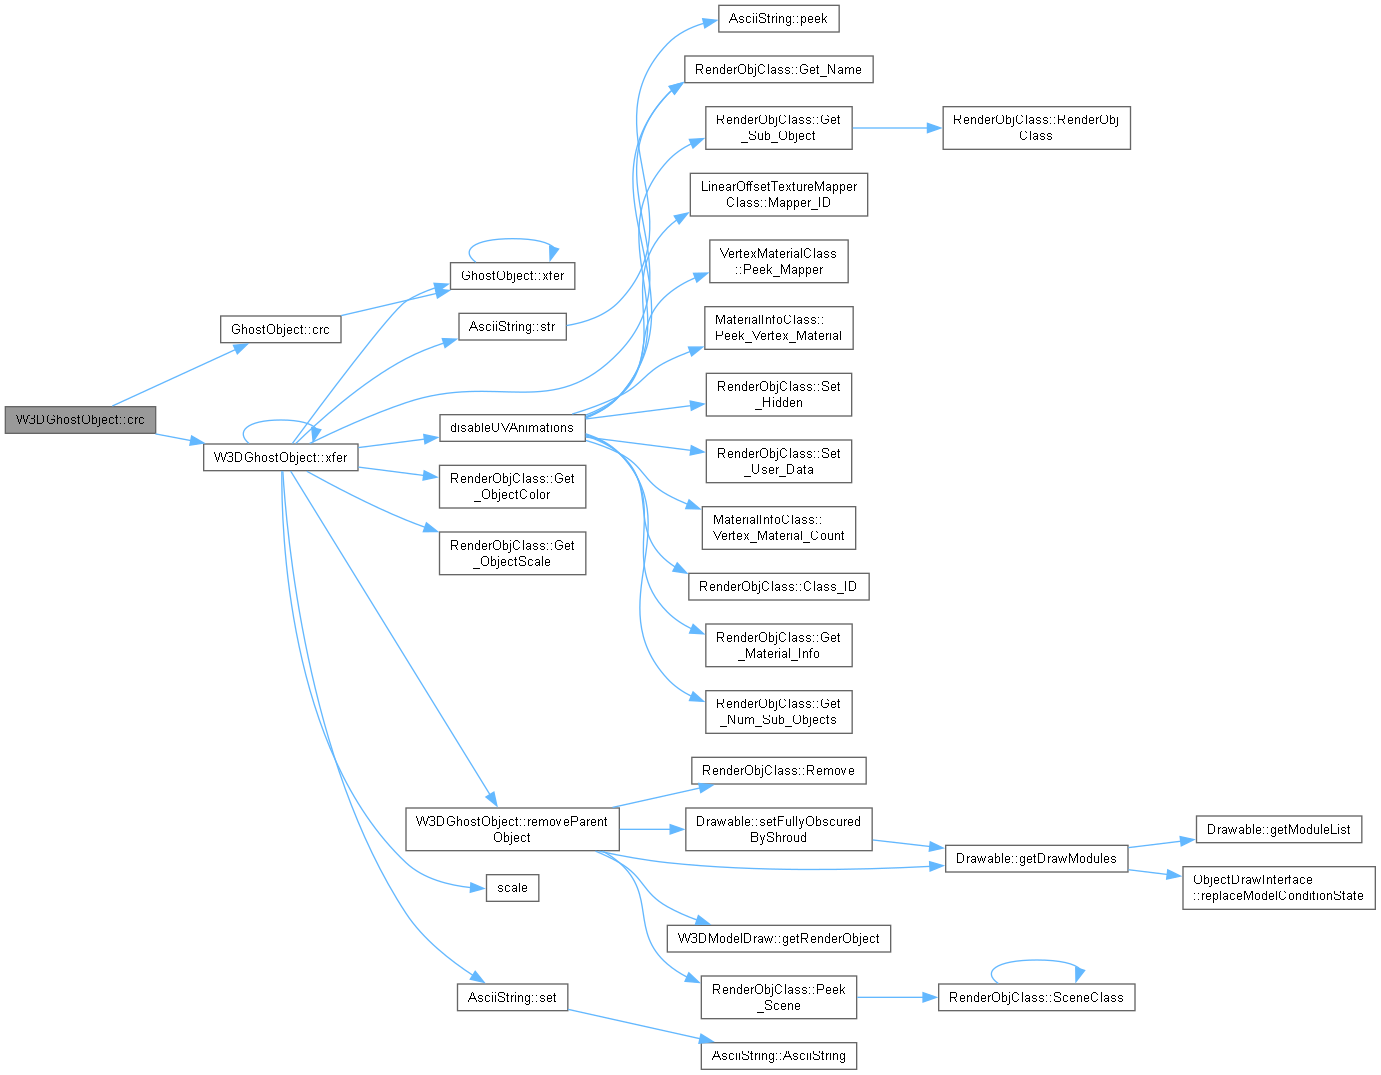 W3DGhostObject::crc
GhostObject::crc
W3DGhostObject::xfer
GhostObject::xfer
AsciiString::str
disableUVAnimations
RenderObjClass::Get
_ObjectColor
RenderObjClass::Get
_ObjectScale
W3DGhostObject::removeParent
Object
scale
AsciiString::set
AsciiString::peek
RenderObjClass::Get_Name
RenderObjClass::Get
_Sub_Object
LinearOffsetTextureMapper
Class::Mapper_ID
VertexMaterialClass
::Peek_Mapper
MaterialInfoClass::
Peek_Vertex_Material
RenderObjClass::Set
_Hidden
RenderObjClass::Set
_User_Data
MaterialInfoClass::
Vertex_Material_Count
RenderObjClass::Class_ID
RenderObjClass::Get
_Material_Info
RenderObjClass::Get
_Num_Sub_Objects
RenderObjClass::Remove
Drawable::setFullyObscured
ByShroud
W3DModelDraw::getRenderObject
RenderObjClass::Peek
_Scene
AsciiString::AsciiString
RenderObjClass::RenderObj
Class
Drawable::getDrawModules
RenderObjClass::SceneClass
Drawable::getModuleList
ObjectDrawInterface
::replaceModelConditionState